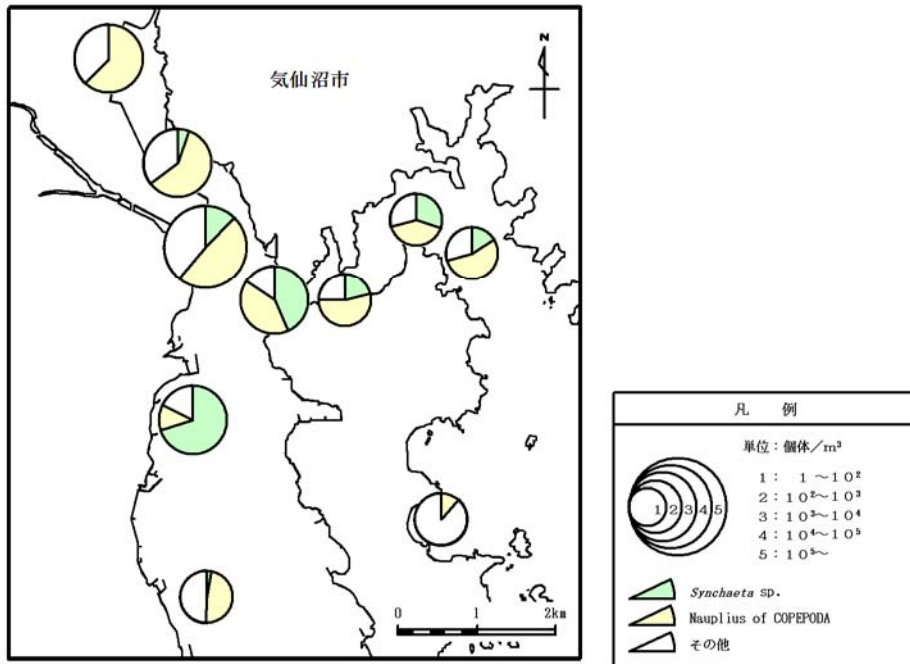 気仙沼市
N
0 1 2km
凡 例
単位：個体／m³
1 2 3 4 5
1： 1 ～10²
2：10²～10³
3：10³～10⁴
4：10⁴～10⁵
5：10⁵～
Synchaeta sp.
Nauplius of COPEPODA
その他